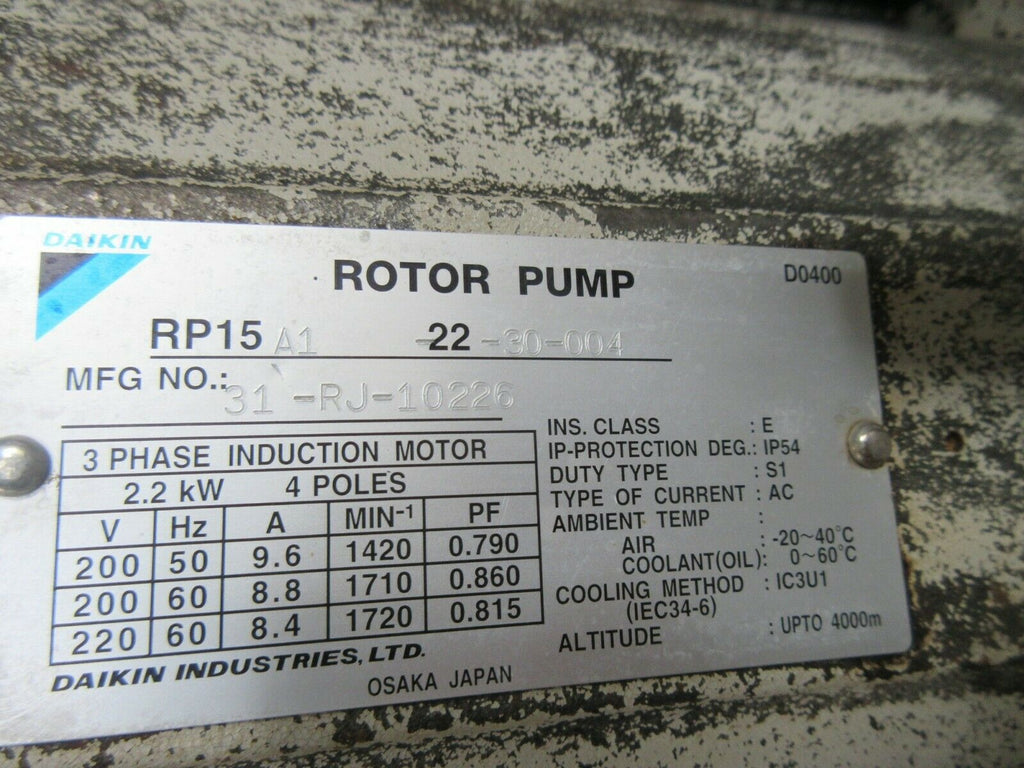 DAIKIN
ROTOR PUMP
D0400
RP15 A1 -22-30-004
MFG NO.: 31-RJ-10226
3 PHASE INDUCTION MOTOR
2.2 kW 4 POLES
V Hz A MIN-1 PF
200 50 9.6 1420 0.790
200 60 8.8 1710 0.860
220 60 8.4 1720 0.815
DAIKIN INDUSTRIES, LTD.
OSAKA JAPAN
INS. CLASS : E
IP-PROTECTION DEG.: IP54
DUTY TYPE : S1
TYPE OF CURRENT : AC
AMBIENT TEMP :
AIR : -20~40°C
COOLANT(OIL): 0~60°C
COOLING METHOD : IC3U1
(IEC34-6)
ALTITUDE : UPTO 4000m